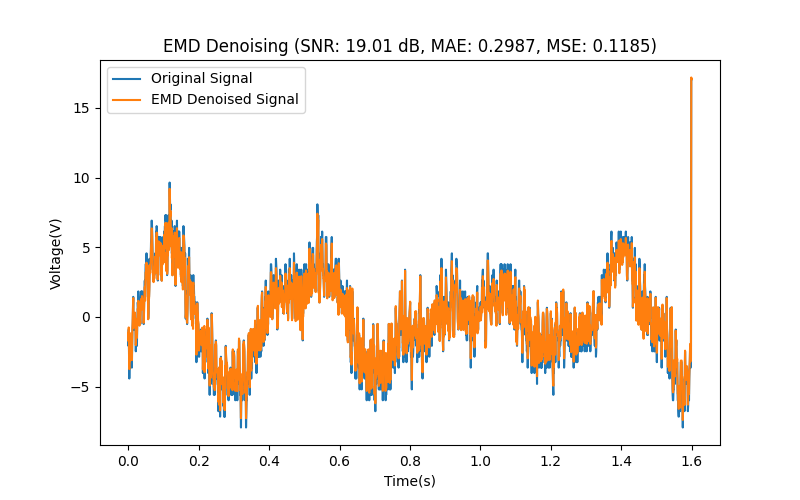 EMD Denoising (SNR: 19.01 dB, MAE: 0.2987, MSE: 0.1185)
Original Signal
EMD Denoised Signal
15
10
5
0
−5
Voltage(V)
0.0 0.2 0.4 0.6 0.8 1.0 1.2 1.4 1.6
Time(s)